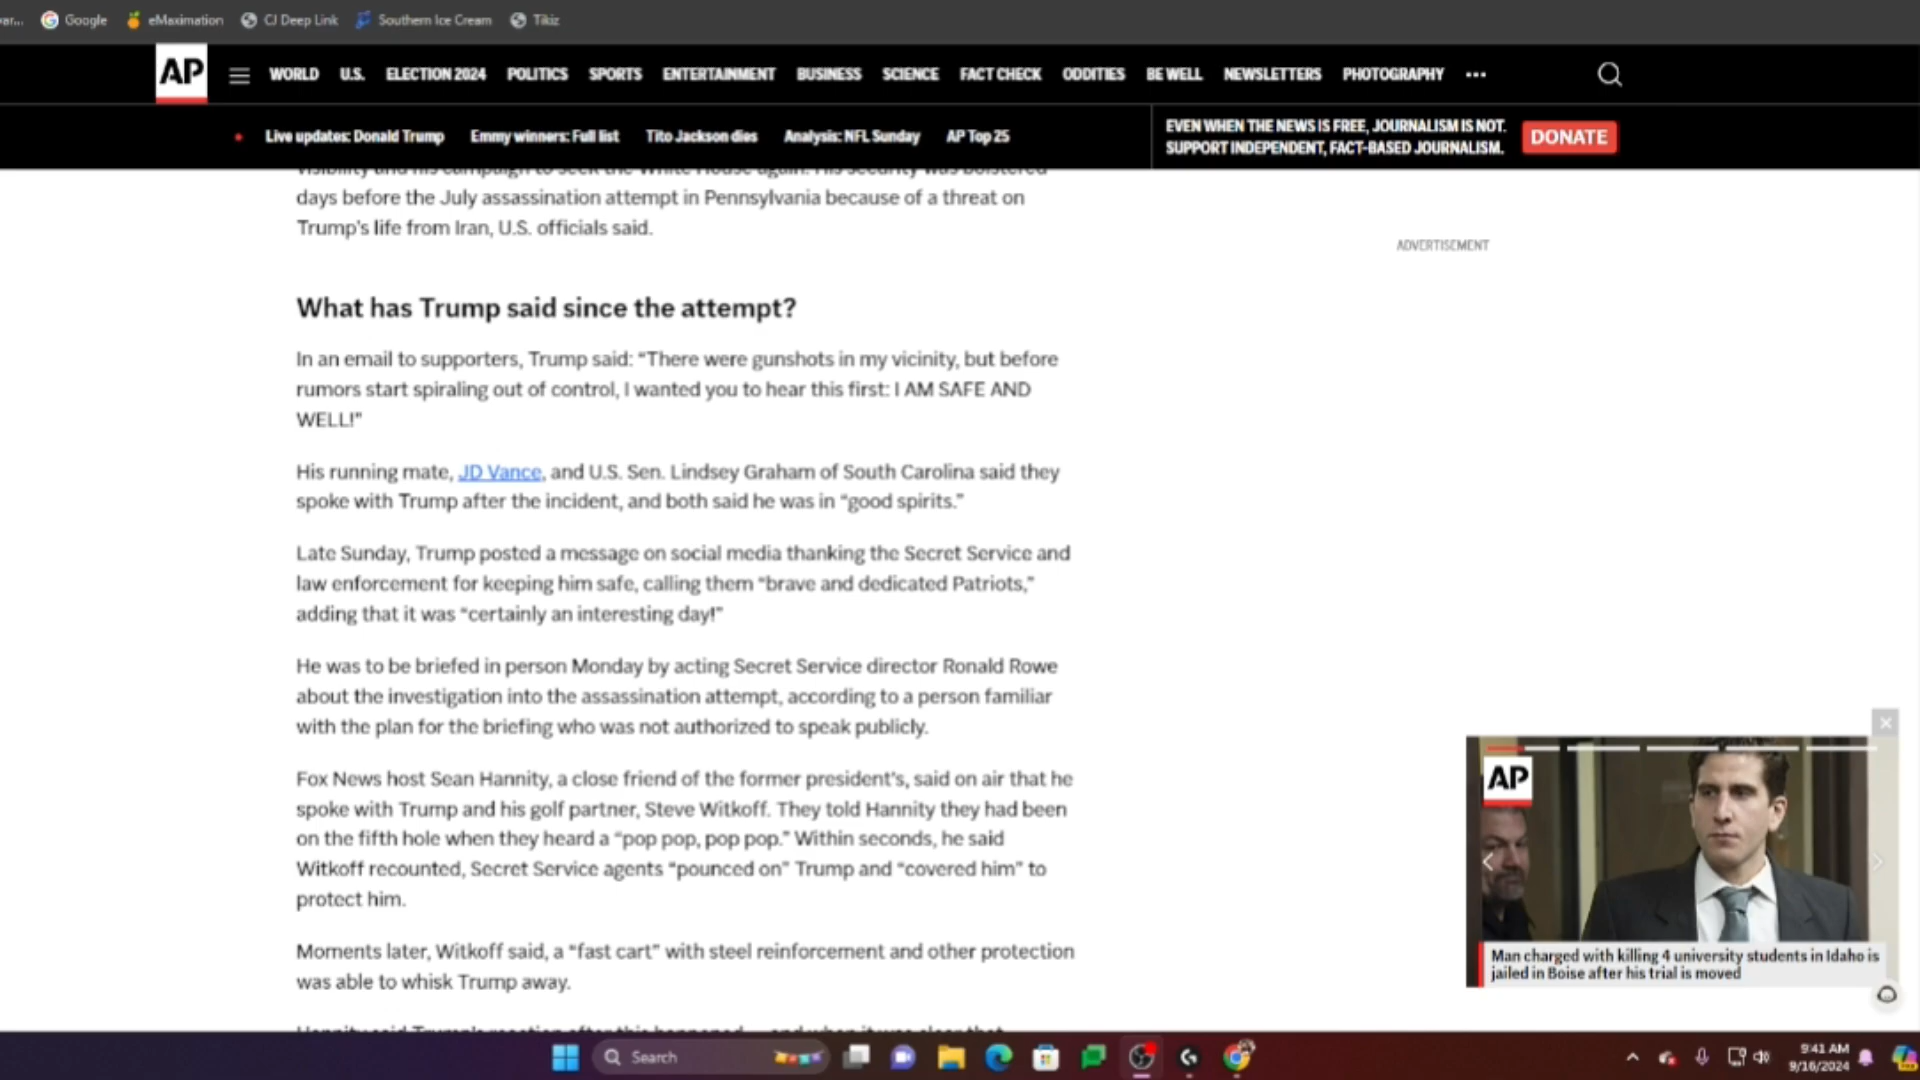 Google eMaximation CJ Deep Link Southern Ice Cream Tikiz
AP WORLD U.S. ELECTION 2024 POLITICS SPORTS ENTERTAINMENT BUSINESS SCIENCE FACT CHECK ODDITIES BE WELL NEWSLETTERS PHOTOGRAPHY ...
Live updates: Donald Trump Emmy winners: Full list Tito Jackson dies Analysis: NFL Sunday AP Top 25
EVEN WHEN THE NEWS IS FREE, JOURNALISM IS NOT.
SUPPORT INDEPENDENT, FACT-BASED JOURNALISM.
DONATE
visibility and his campaign to seek the White House again. His security was bolstered
days before the July assassination attempt in Pennsylvania because of a threat on
Trump's life from Iran, U.S. officials said.
ADVERTISEMENT
What has Trump said since the attempt?
In an email to supporters, Trump said: “There were gunshots in my vicinity, but before
rumors start spiraling out of control, I wanted you to hear this first: I AM SAFE AND
WELL!”
His running mate, JD Vance, and U.S. Sen. Lindsey Graham of South Carolina said they
spoke with Trump after the incident, and both said he was in “good spirits.”
Late Sunday, Trump posted a message on social media thanking the Secret Service and
law enforcement for keeping him safe, calling them “brave and dedicated Patriots,”
adding that it was “certainly an interesting day!”
He was to be briefed in person Monday by acting Secret Service director Ronald Rowe
about the investigation into the assassination attempt, according to a person familiar
with the plan for the briefing who was not authorized to speak publicly.
Fox News host Sean Hannity, a close friend of the former president's, said on air that he
spoke with Trump and his golf partner, Steve Witkoff. They told Hannity they had been
on the fifth hole when they heard a “pop pop, pop pop.” Within seconds, he said
Witkoff recounted, Secret Service agents “pounced on” Trump and “covered him” to
protect him.
Moments later, Witkoff said, a “fast cart” with steel reinforcement and other protection
was able to whisk Trump away.
Hannity said Trump's reaction after this happened — and when it was clear that
AP
Man charged with killing 4 university students in Idaho is
jailed in Boise after his trial is moved
Search
9:41 AM
9/16/2024